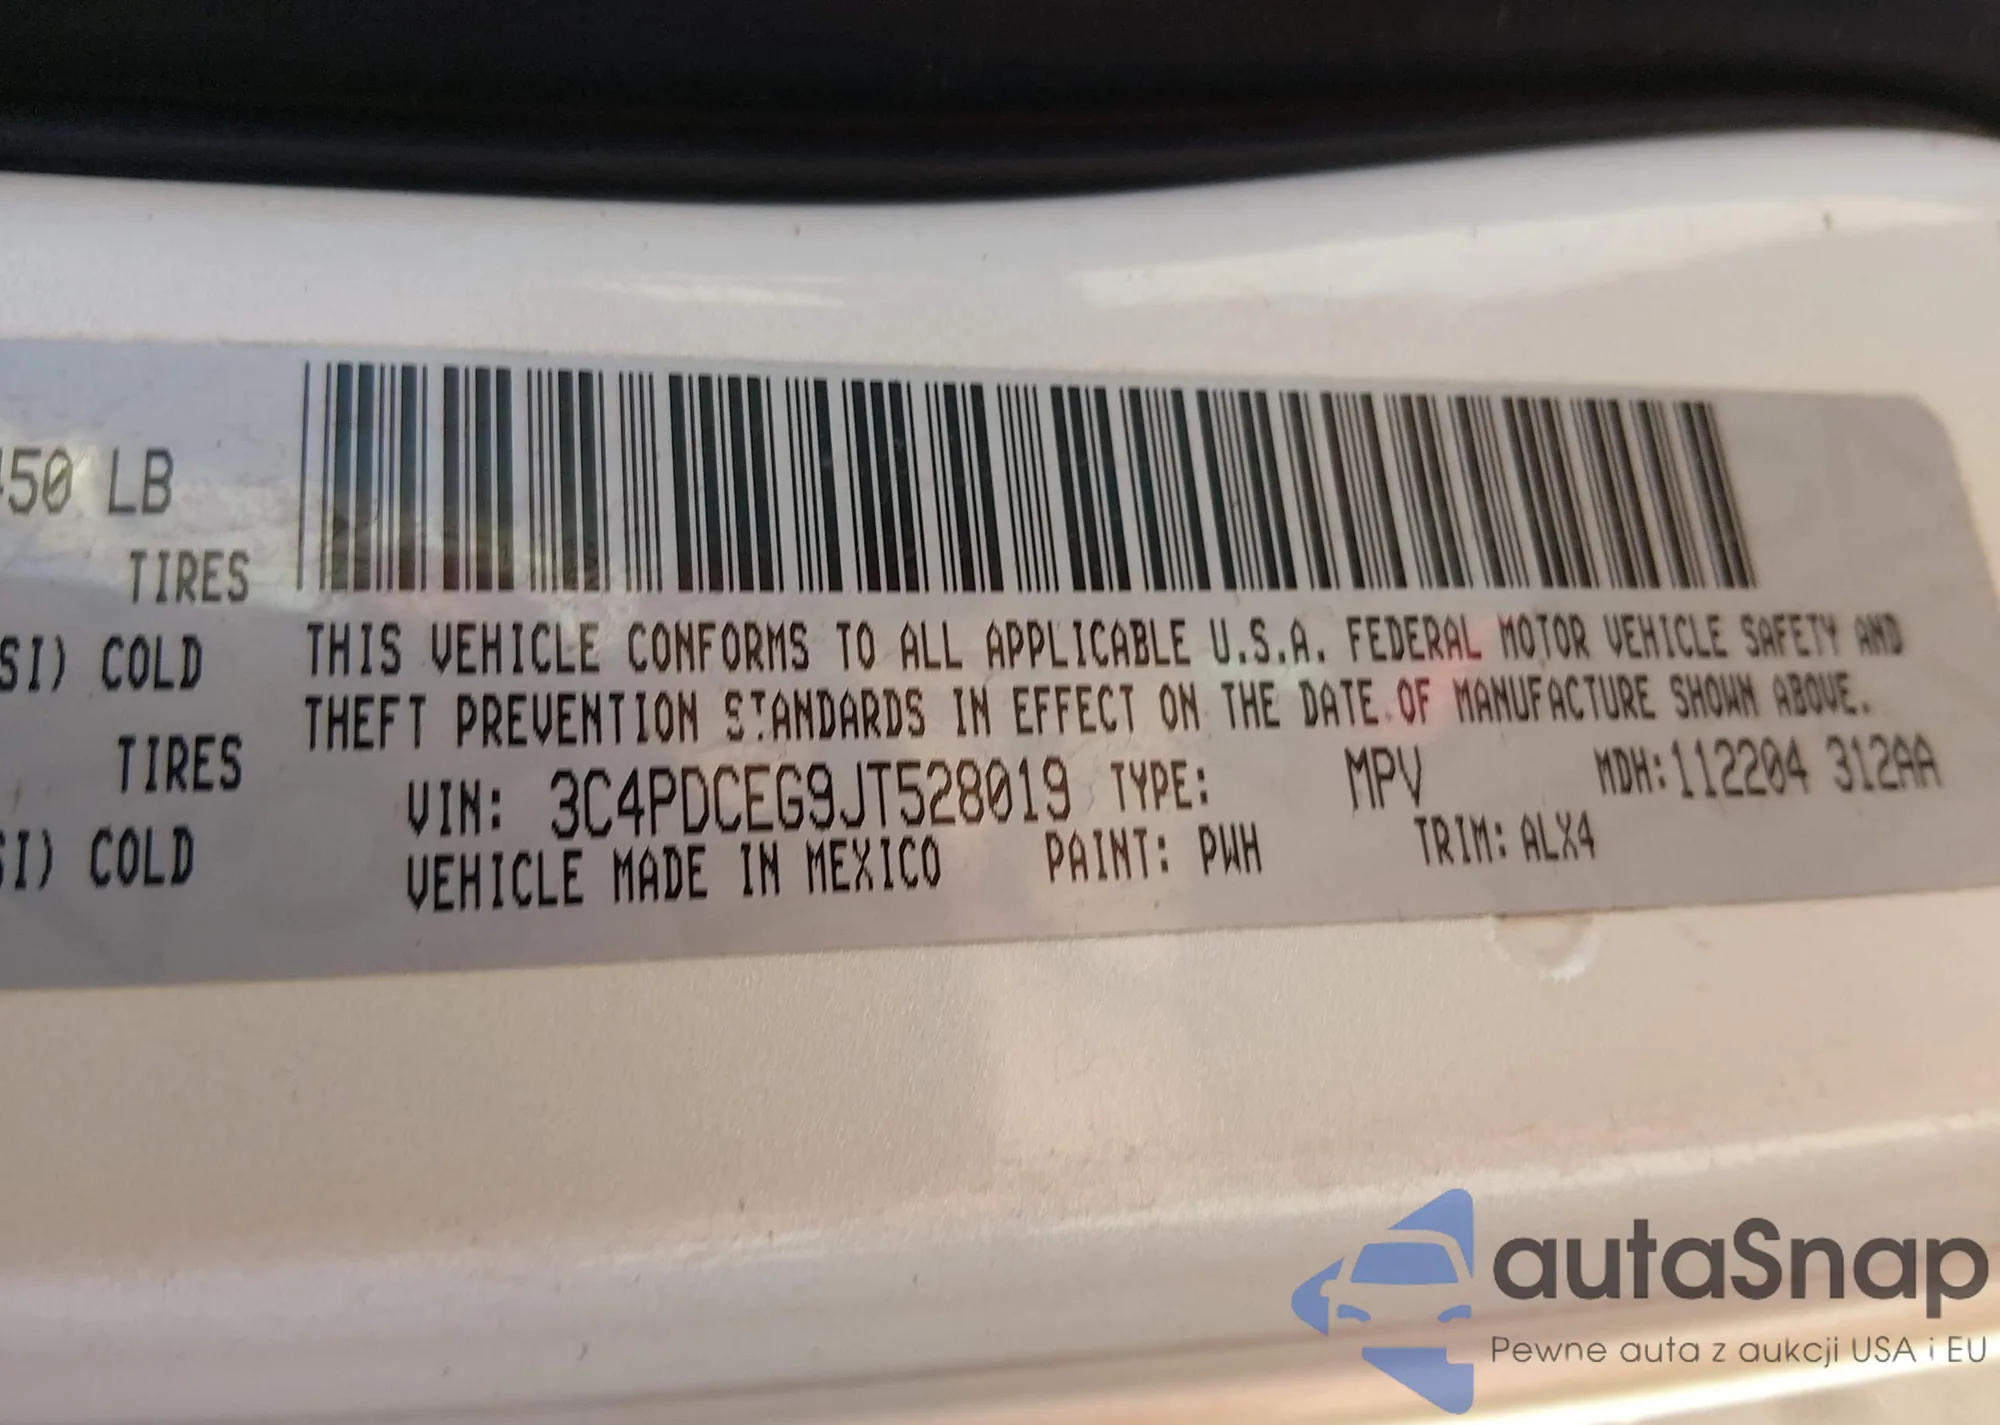 450 LB
TIRES
SI) COLD
TIRES
SI) COLD
THIS VEHICLE CONFORMS TO ALL APPLICABLE U.S.A. FEDERAL MOTOR VEHICLE SAFETY AND
THEFT PREVENTION STANDARDS IN EFFECT ON THE DATE OF MANUFACTURE SHOWN ABOVE.
VIN: 3C4PDCEG9JT528019 TYPE: MPV MDH:112204 312AA
VEHICLE MADE IN MEXICO PAINT: PWH TRIM: ALX4
autaSnap
Pewne auta z aukcji USA i EU